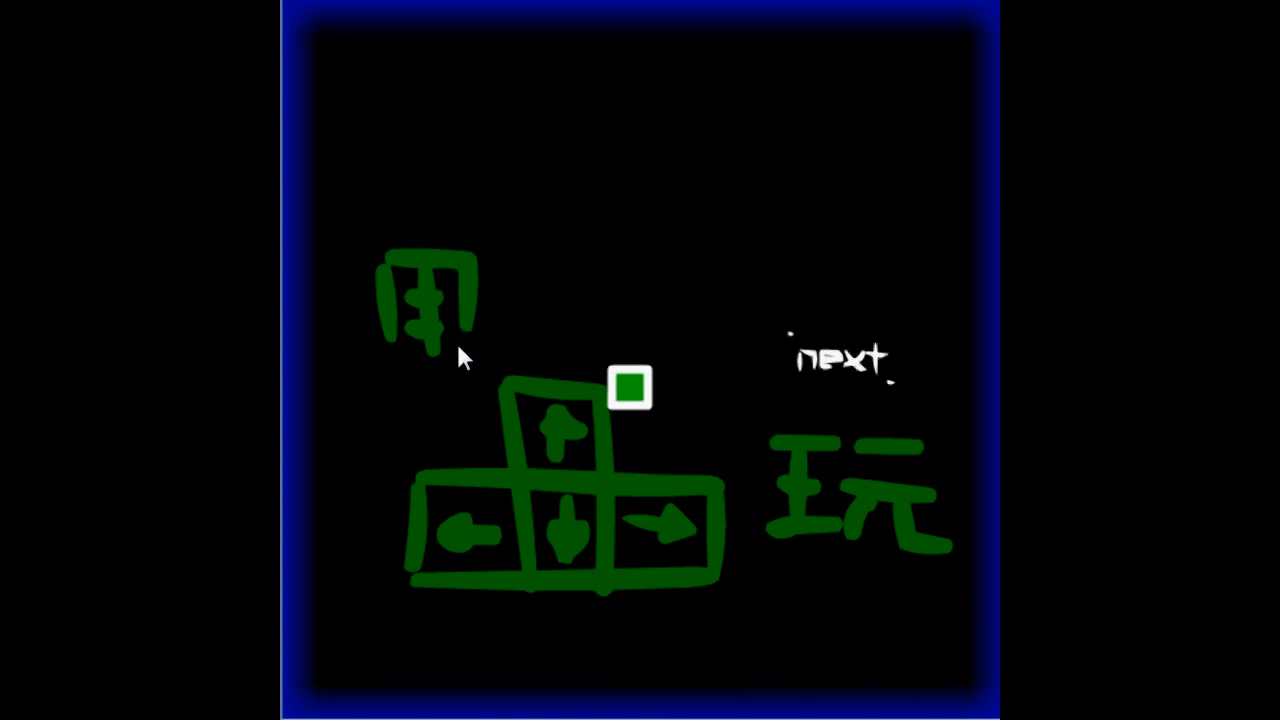 用
next
↑
← ↓ →
玩